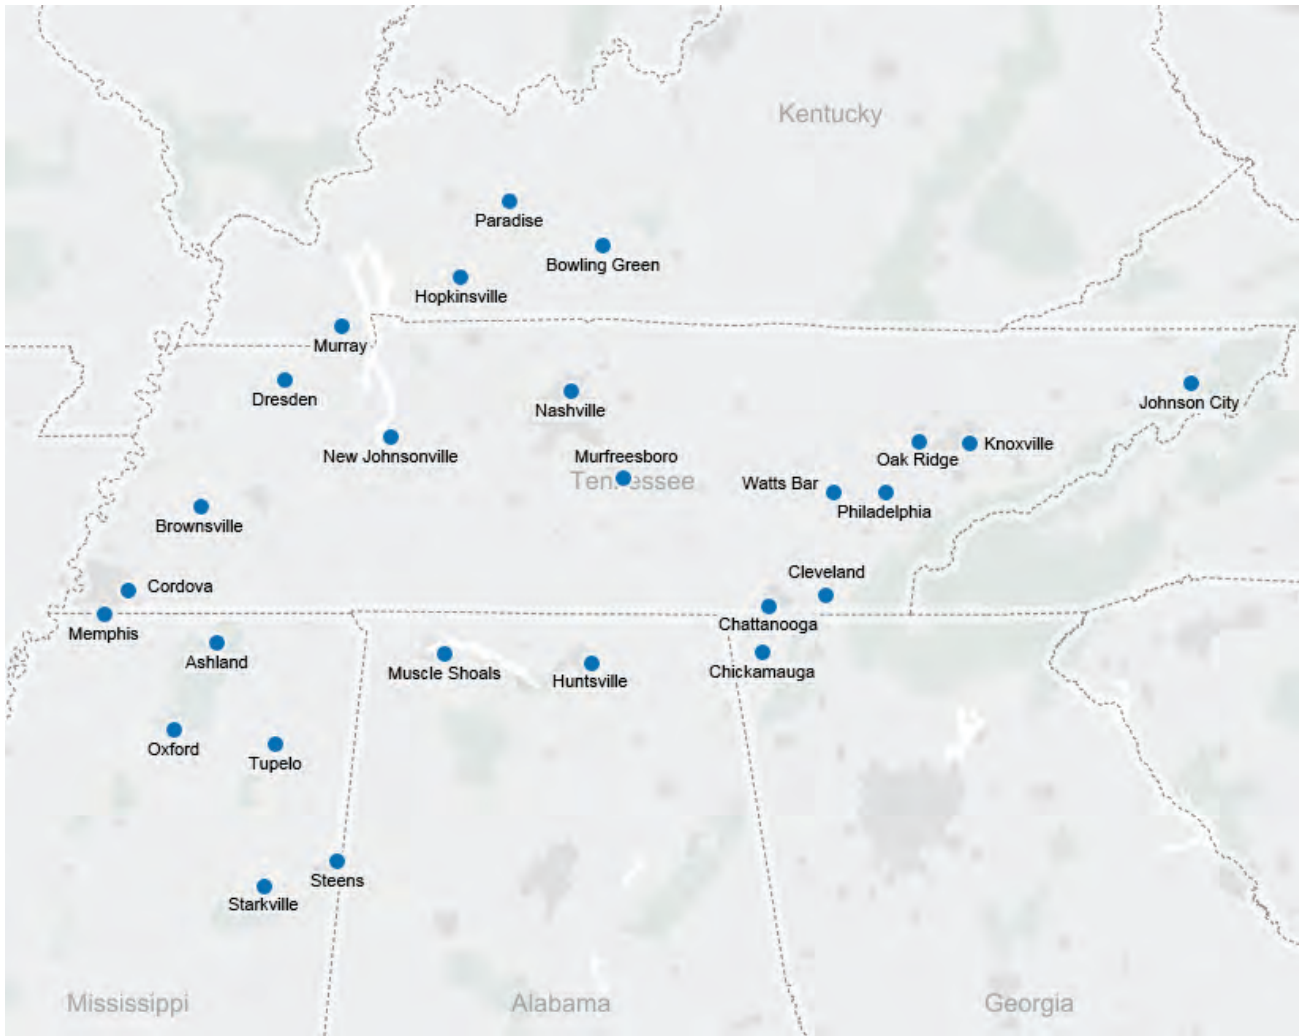 Kentucky
Paradise
Bowling Green
Hopkinsville
Murray
Dresden
Nashville
Johnson City
New Johnsonville
Murfreesboro
Tennessee
Oak Ridge
Knoxville
Watts Bar
Philadelphia
Brownsville
Cordova
Cleveland
Memphis
Chattanooga
Ashland
Muscle Shoals
Huntsville
Chickamauga
Oxford
Tupelo
Steens
Starkville
Mississippi
Alabama
Georgia